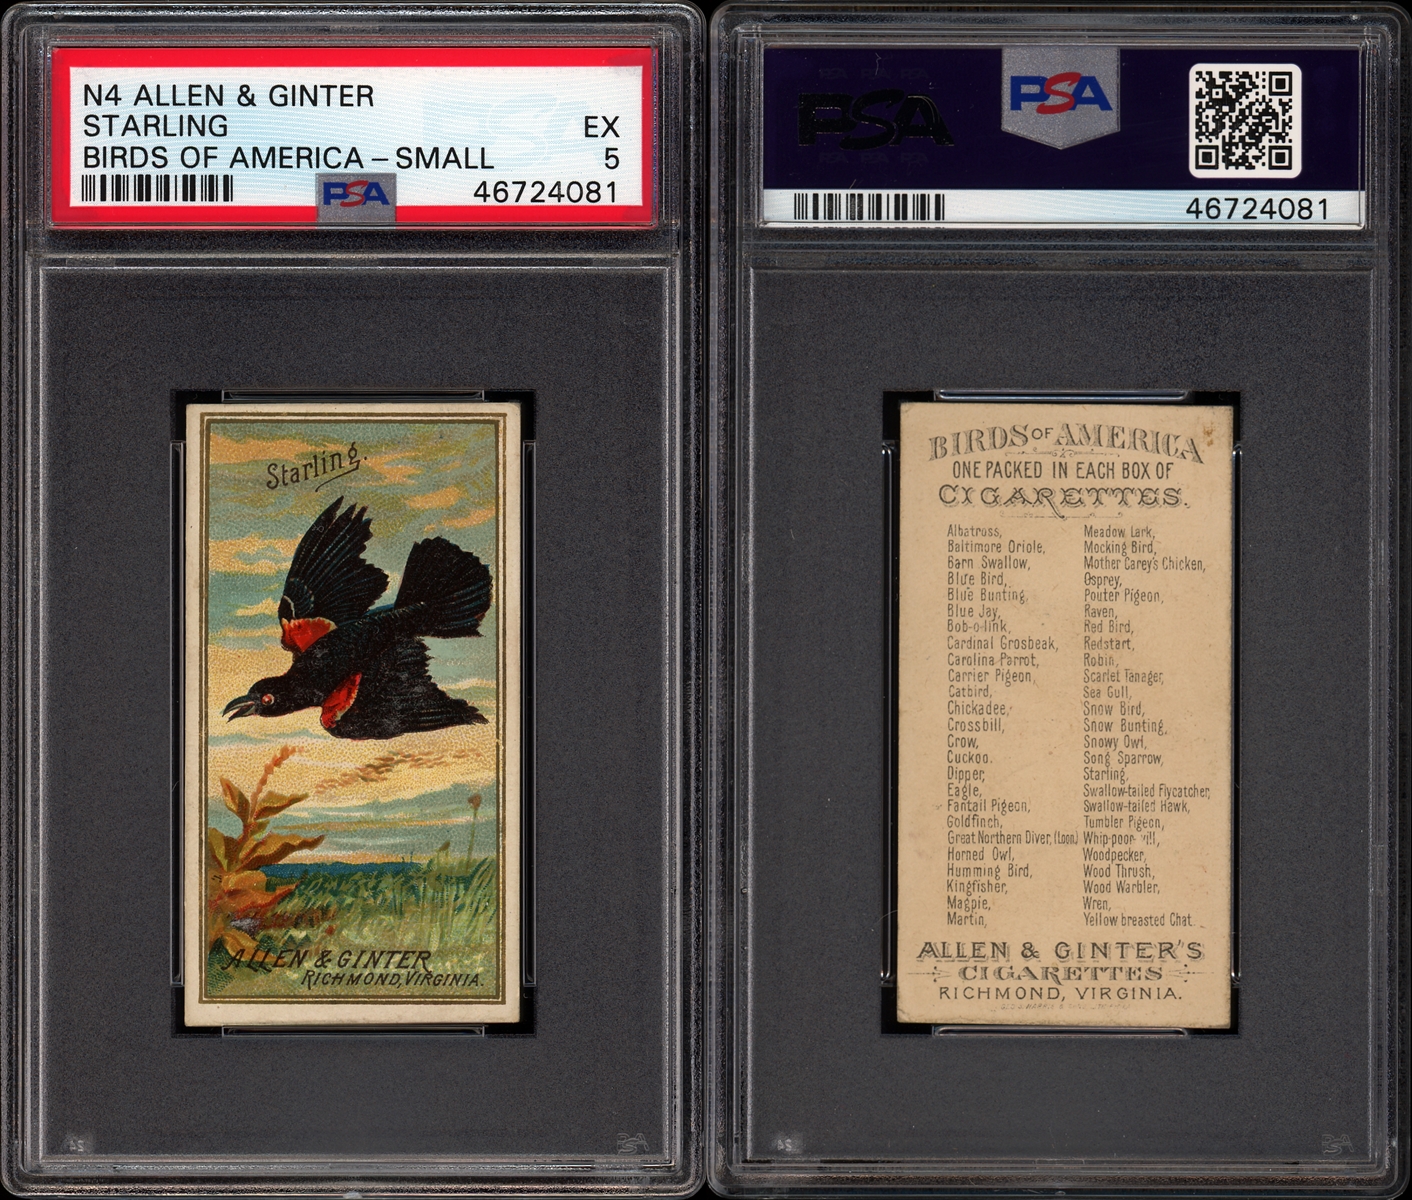 N4 ALLEN & GINTER
STARLING EX
BIRDS OF AMERICA – SMALL 5
PSA 46724081
Starling.
ALLEN & GINTER
RICHMOND, VIRGINIA.
PSA PSA
46724081
BIRDS OF AMERICA
ONE PACKED IN EACH BOX OF
CIGARETTES.
Albatross,
Baltimore Oriole,
Barn Swallow,
Blue Bird,
Blue Bunting,
Blue Jay,
Bob-o-link,
Cardinal Grosbeak,
Carolina Parrot,
Carrier Pigeon,
Catbird,
Chickadee,
Crossbill,
Crow,
Cuckoo.
Dipper,
Eagle,
Fantail Pigeon,
Goldfinch,
Great Northern Diver, (Loon)
Horned Owl,
Humming Bird,
Kingfisher,
Magpie,
Martin,
Meadow Lark,
Mocking Bird,
Mother Carey's Chicken,
Osprey,
Pouter Pigeon,
Raven,
Red Bird,
Redstart,
Robin,
Scarlet Tanager,
Sea Gull,
Snow Bird,
Snow Bunting,
Snowy Owl,
Song Sparrow,
Starling,
Swallow-tailed Flycatcher,
Swallow-tailed Hawk,
Tumbler Pigeon,
Whip-poor-will,
Woodpecker,
Wood Thrush,
Wood Warbler,
Wren,
Yellow breasted Chat.
ALLEN & GINTER'S
CIGARETTES
RICHMOND, VIRGINIA.